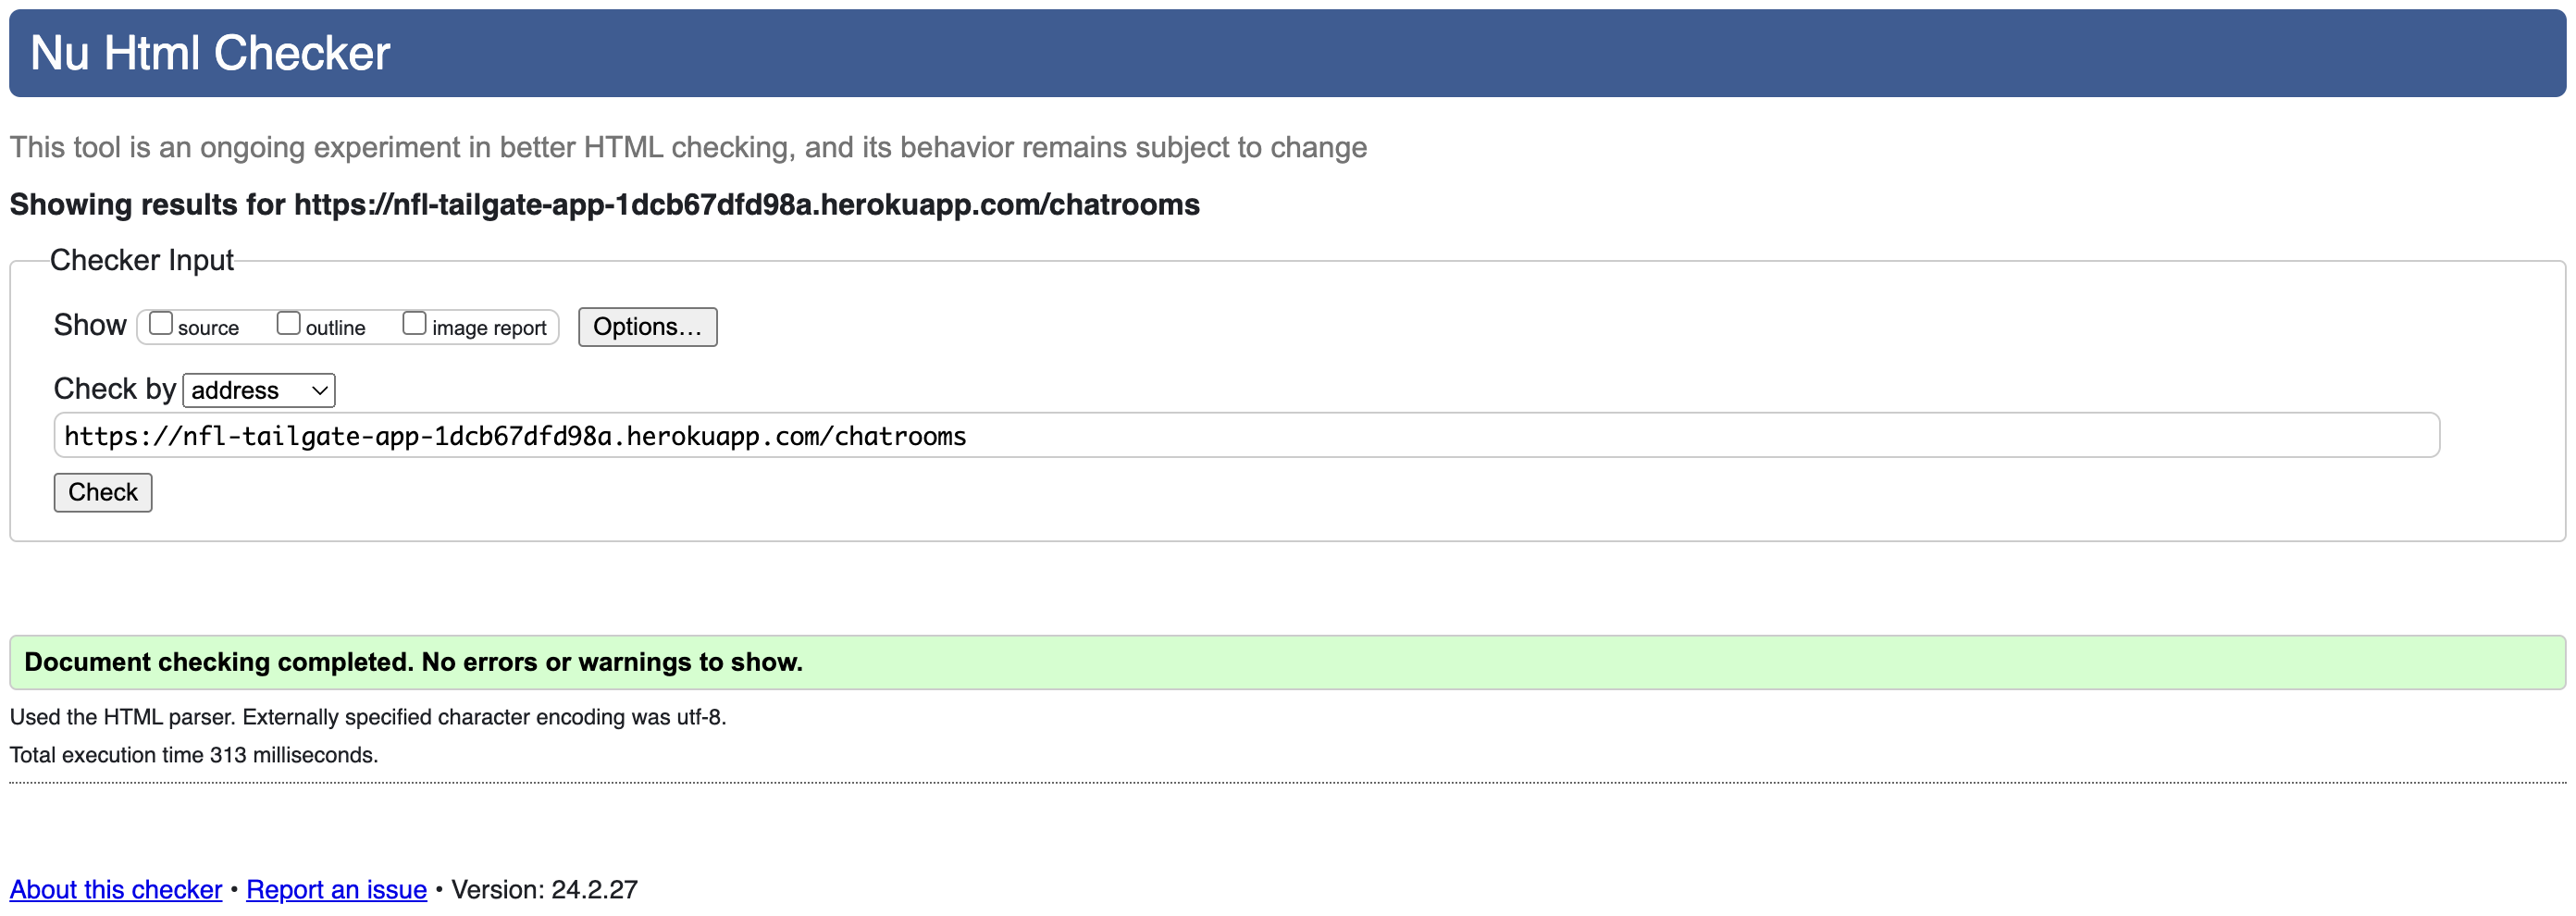 Nu Html Checker
This tool is an ongoing experiment in better HTML checking, and its behavior remains subject to change
Showing results for https://nfl-tailgate-app-1dcb67dfd98a.herokuapp.com/chatrooms
Checker Input
Show source outline image report Options…
Check by address
https://nfl-tailgate-app-1dcb67dfd98a.herokuapp.com/chatrooms
Check
Document checking completed. No errors or warnings to show.
Used the HTML parser. Externally specified character encoding was utf-8.
Total execution time 313 milliseconds.
About this checker • Report an issue • Version: 24.2.27